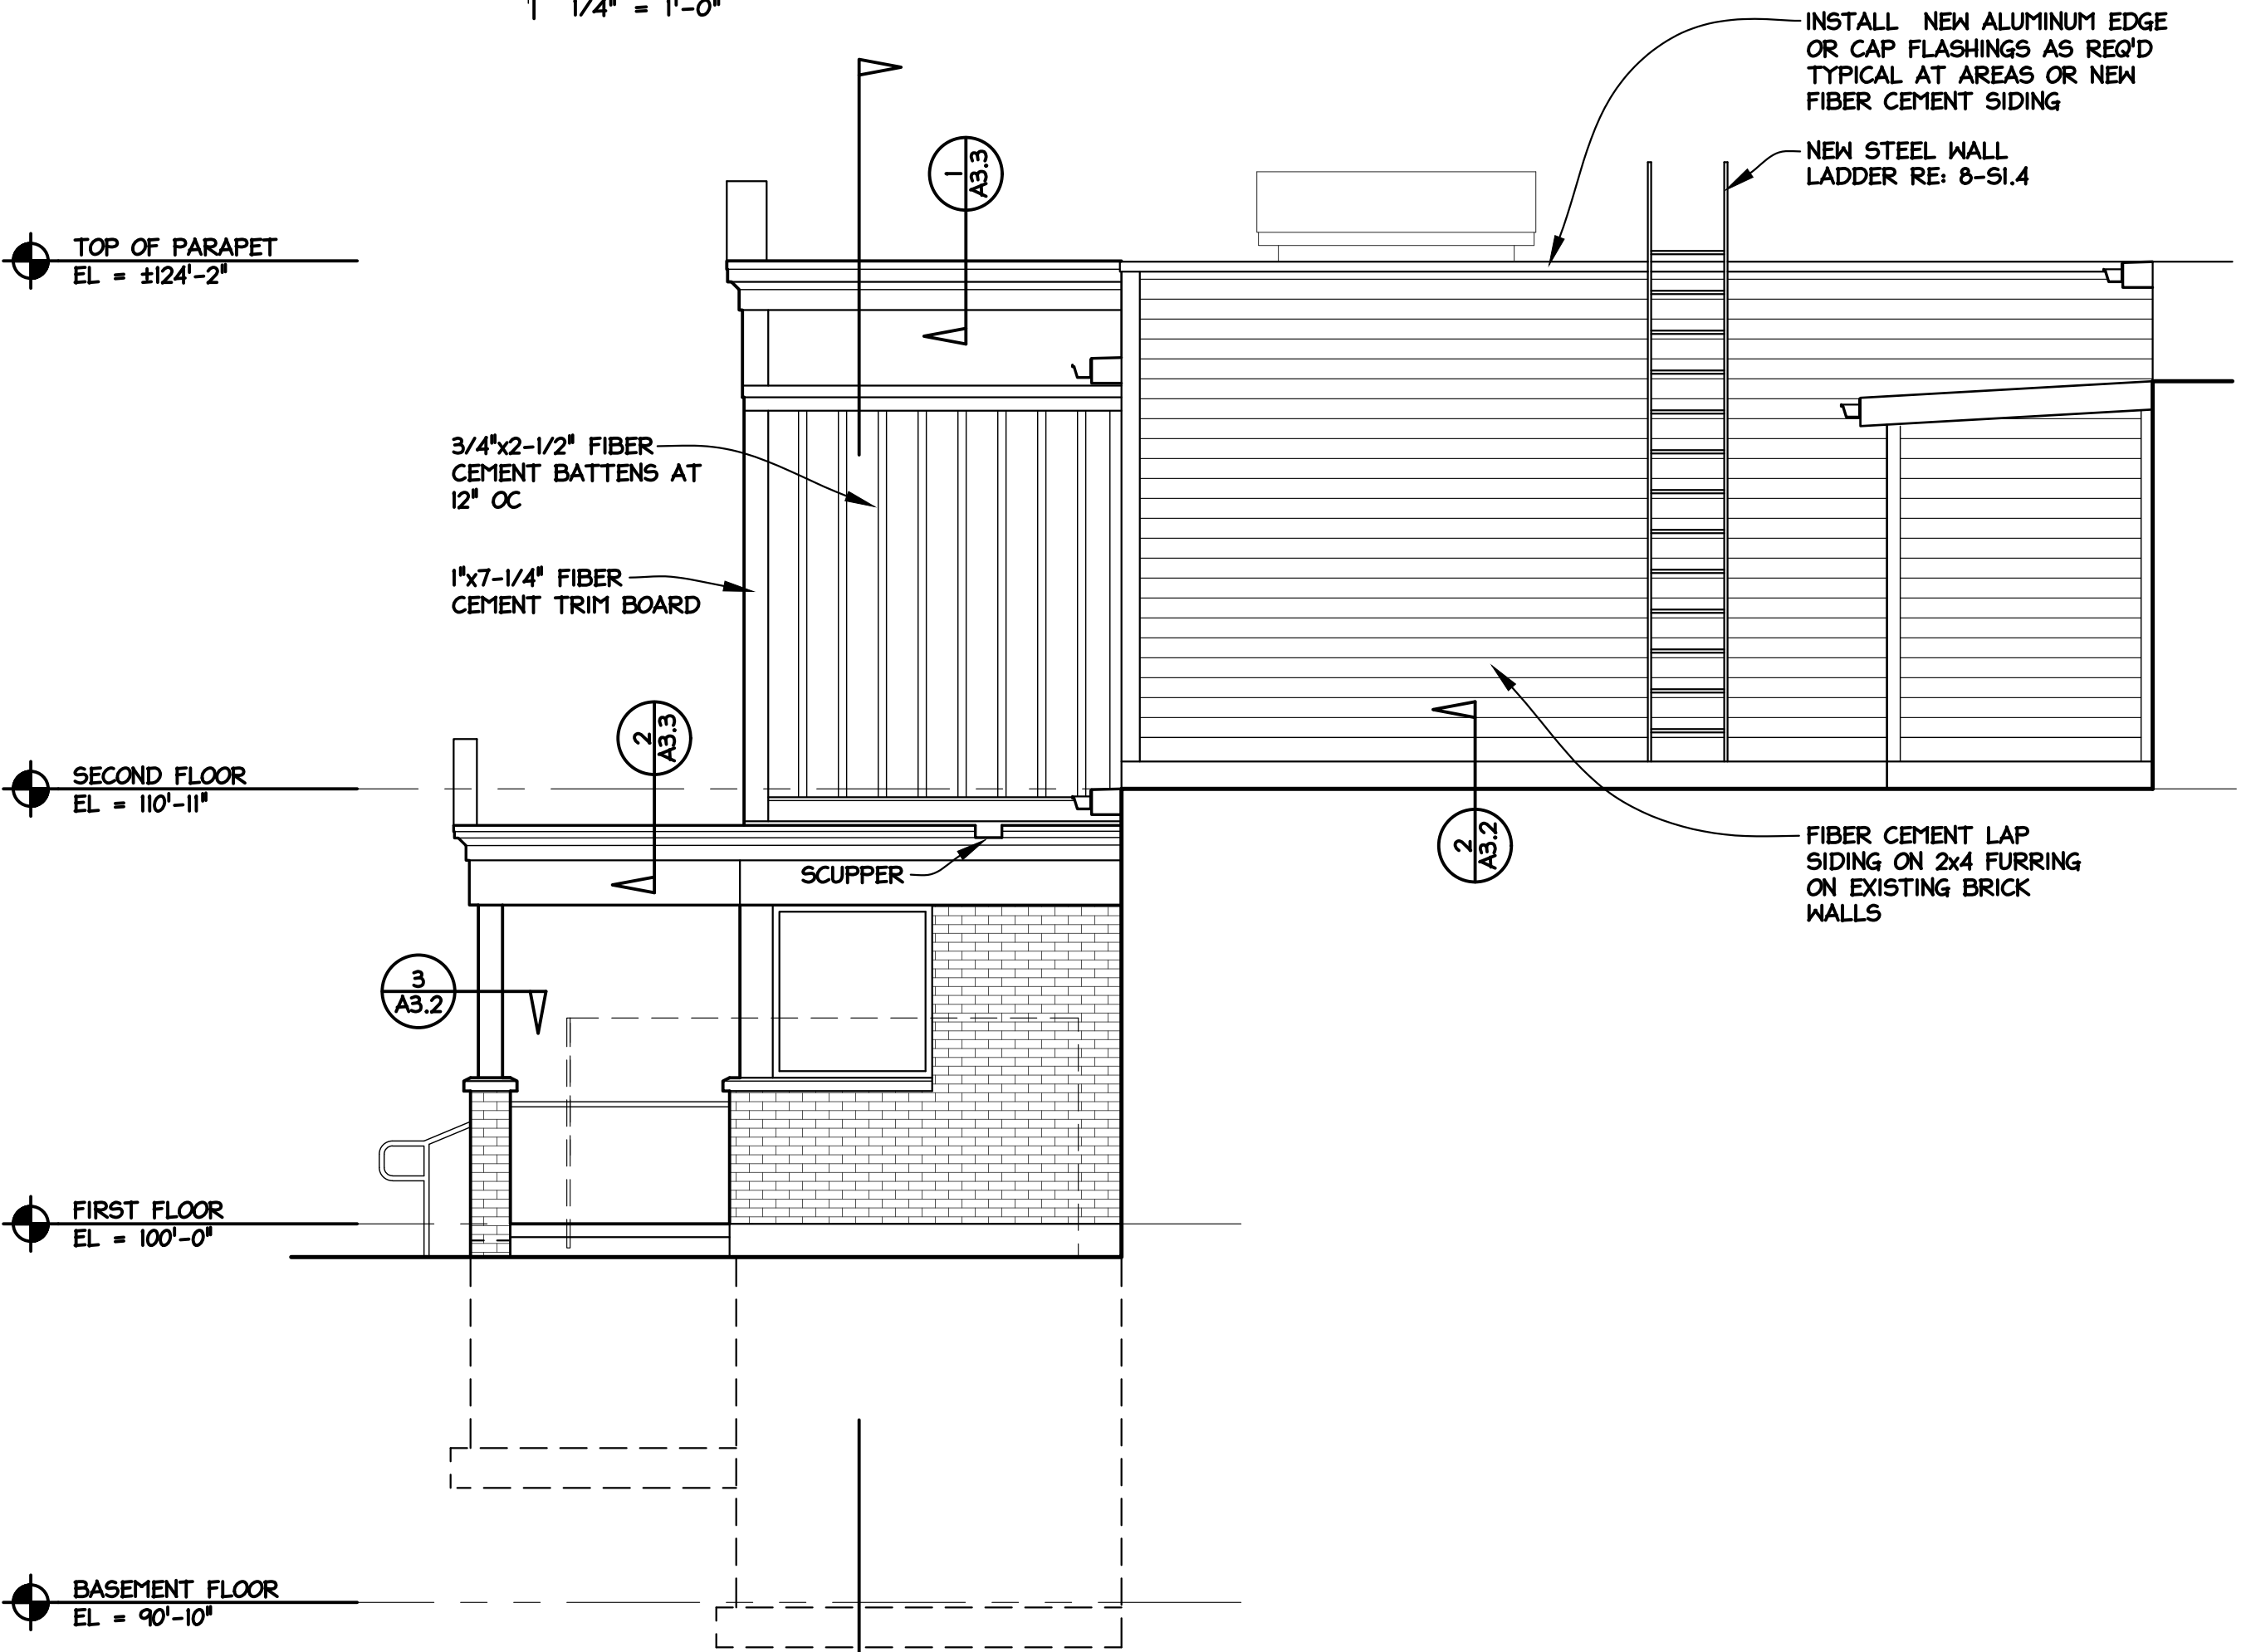 1/4" = 1'-0"
INSTALL NEW ALUMINUM EDGE
OR CAP FLASHINGS AS REQ'D
TYPICAL AT AREAS OR NEW
FIBER CEMENT SIDING
NEW STEEL WALL
LADDER RE: 8-S1.4
1
A3.3
TOP OF PARAPET
EL = ±124'-2"
3/4"x2-1/2" FIBER
CEMENT BATTENS AT
12" OC
1"x7-1/4" FIBER
CEMENT TRIM BOARD
2
A3.3
SECOND FLOOR
EL = 110'-11"
SCUPPER
2
A3.2
FIBER CEMENT LAP
SIDING ON 2x4 FURRING
ON EXISTING BRICK
WALLS
3
A3.2
FIRST FLOOR
EL = 100'-0"
BASEMENT FLOOR
EL = 90'-10"